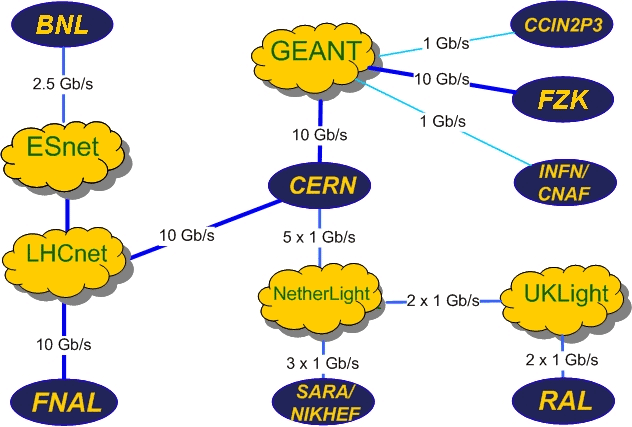 BNL
CCIN2P3
GEANT
1 Gb/s
10 Gb/s
2.5 Gb/s
FZK
1 Gb/s
10 Gb/s
ESnet
INFN/
CNAF
CERN
10 Gb/s
5 x 1 Gb/s
LHCnet
NetherLight
2 x 1 Gb/s
UKLight
10 Gb/s
3 x 1 Gb/s
2 x 1 Gb/s
FNAL
SARA/
NIKHEF
RAL